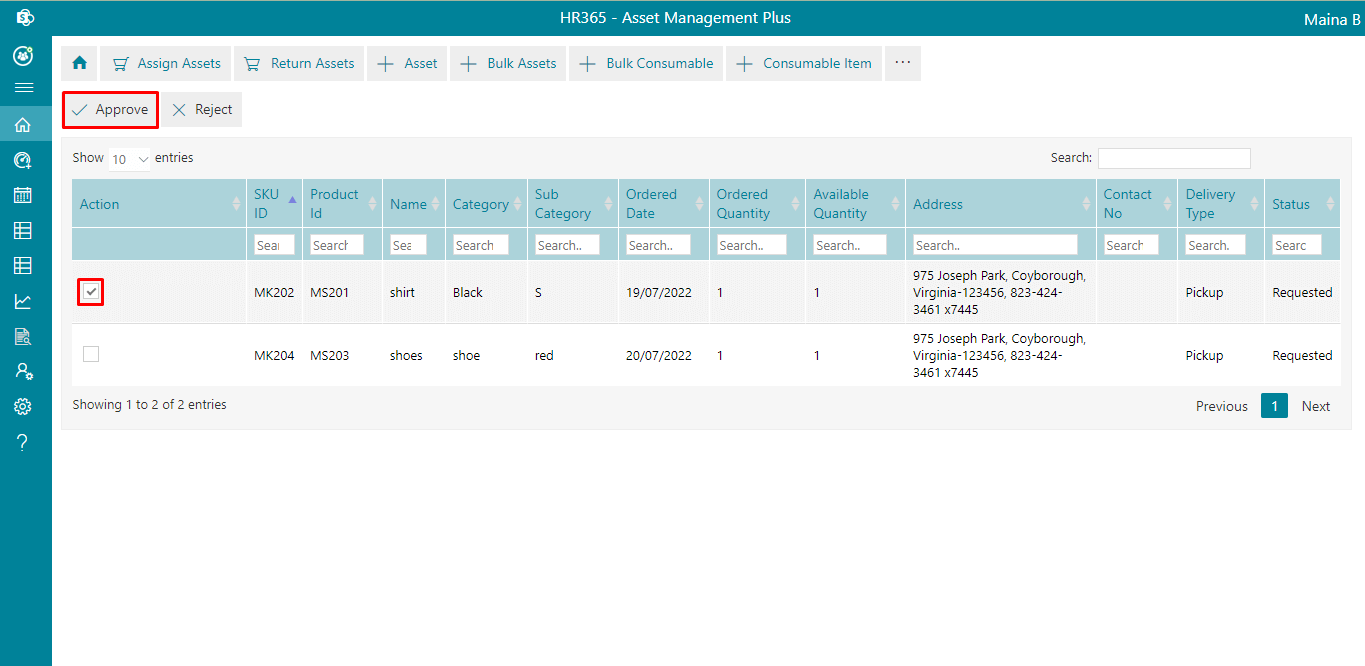 HR365 - Asset Management Plus
Maina B
Assign Assets
Return Assets
Asset
Bulk Assets
Bulk Consumable
Consumable Item
...
Approve
Reject
Show 10 entries
Search:
Action
SKU ID
Product Id
Name
Category
Sub Category
Ordered Date
Ordered Quantity
Available Quantity
Address
Contact No
Delivery Type
Status
Sear
Search
Sea
Search
Search..
Search..
Search..
Search..
Search..
Search
Search.
Searc
MK202 MS201 shirt Black S 19/07/2022 1 1 975 Joseph Park, Coyborough, Virginia-123456, 823-424-3461 x7445 Pickup Requested
MK204 MS203 shoes shoe red 20/07/2022 1 1 975 Joseph Park, Coyborough, Virginia-123456, 823-424-3461 x7445 Pickup Requested
Showing 1 to 2 of 2 entries
Previous 1 Next